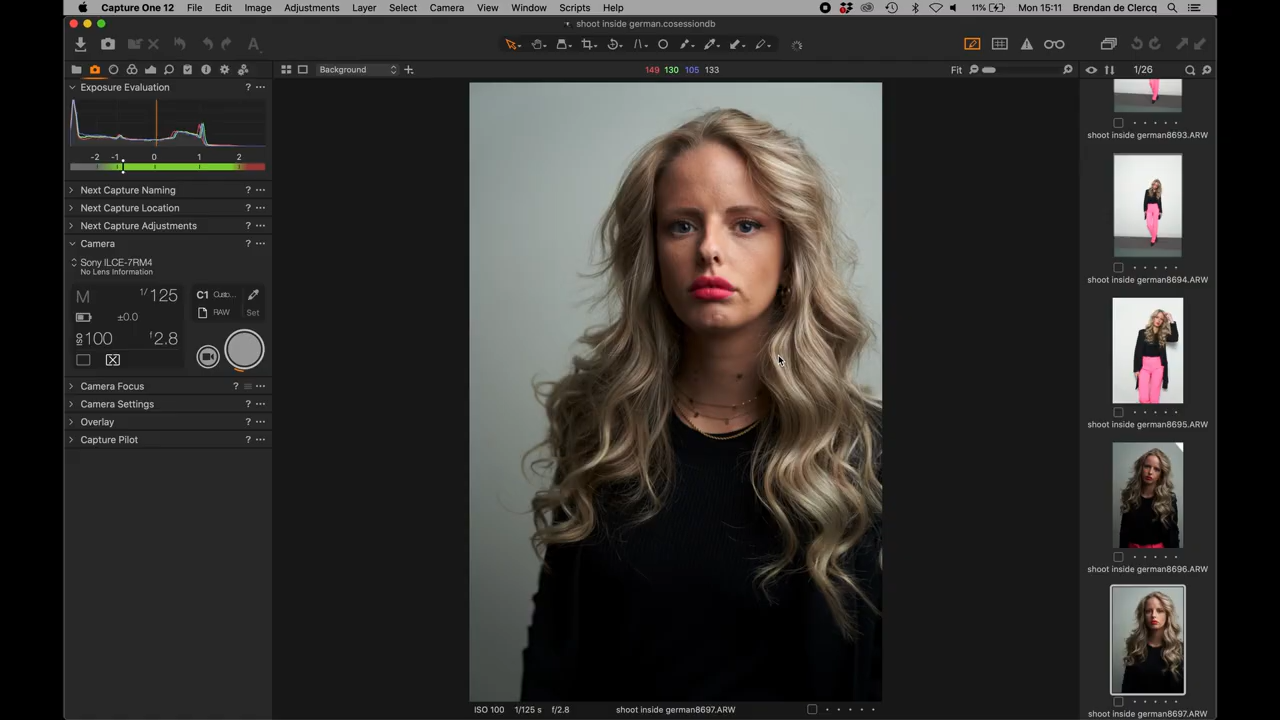 Capture One 12 File Edit Image Adjustments Layer Select Camera View Window Scripts Help 11% Mon 15:11 Brendan de Clercq
shoot inside german.cosessiondb
Background 149 130 105 133 Fit 1/26
Exposure Evaluation ?
-2 -1 0 1 2
Next Capture Naming ?
Next Capture Location ?
Next Capture Adjustments ?
Camera ?
Sony ILCE-7RM4
No Lens Information
M 1/125 C1 Custo...
±0.0 RAW Set
ISO 100 f2.8
Camera Focus ?
Camera Settings ?
Overlay ?
Capture Pilot ?
shoot inside german8693.ARW
shoot inside german8694.ARW
shoot inside german8695.ARW
shoot inside german8696.ARW
shoot inside german8697.ARW
ISO 100 1/125 s f/2.8 shoot inside german8697.ARW